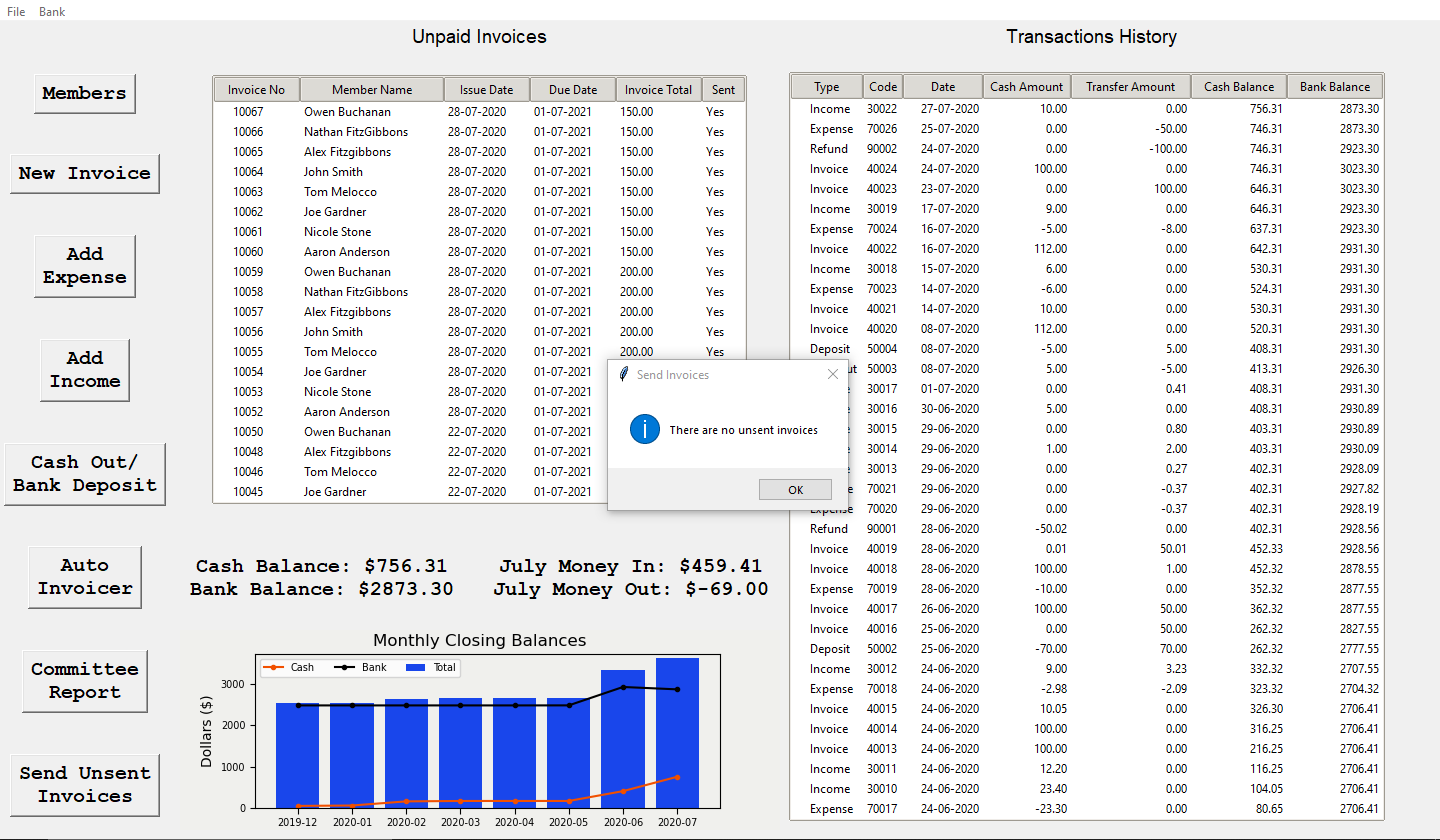 File Bank
Unpaid Invoices
Transactions History
Members
New Invoice
Add
Expense
Add
Income
Cash Out/
Bank Deposit
Auto
Invoicer
Committee
Report
Send Unsent
Invoices
Invoice No Member Name Issue Date Due Date Invoice Total Sent
10067 Owen Buchanan 28-07-2020 01-07-2021 150.00 Yes
10066 Nathan FitzGibbons 28-07-2020 01-07-2021 150.00 Yes
10065 Alex Fitzgibbons 28-07-2020 01-07-2021 150.00 Yes
10064 John Smith 28-07-2020 01-07-2021 150.00 Yes
10063 Tom Melocco 28-07-2020 01-07-2021 150.00 Yes
10062 Joe Gardner 28-07-2020 01-07-2021 150.00 Yes
10061 Nicole Stone 28-07-2020 01-07-2021 150.00 Yes
10060 Aaron Anderson 28-07-2020 01-07-2021 150.00 Yes
10059 Owen Buchanan 28-07-2020 01-07-2021 200.00 Yes
10058 Nathan FitzGibbons 28-07-2020 01-07-2021 200.00 Yes
10057 Alex Fitzgibbons 28-07-2020 01-07-2021 200.00 Yes
10056 John Smith 28-07-2020 01-07-2021 200.00 Yes
10055 Tom Melocco 28-07-2020 01-07-2021 200.00 Yes
10054 Joe Gardner 28-07-2020 01-07-2021
10053 Nicole Stone 28-07-2020 01-07-2021
10052 Aaron Anderson 28-07-2020 01-07-2021
10050 Owen Buchanan 22-07-2020 01-07-2021
10048 Alex Fitzgibbons 22-07-2020 01-07-2021
10046 Tom Melocco 22-07-2020 01-07-2021
10045 Joe Gardner 22-07-2020 01-07-2021
Send Invoices
There are no unsent invoices
OK
Cash Balance: $756.31 July Money In: $459.41
Bank Balance: $2873.30 July Money Out: $-69.00
Monthly Closing Balances
Cash Bank Total
Dollars ($)
3000
2000
1000
0
2019-12 2020-01 2020-02 2020-03 2020-04 2020-05 2020-06 2020-07
Type Code Date Cash Amount Transfer Amount Cash Balance Bank Balance
Income 30022 27-07-2020 10.00 0.00 756.31 2873.30
Expense 70026 25-07-2020 0.00 -50.00 746.31 2873.30
Refund 90002 24-07-2020 0.00 -100.00 746.31 2923.30
Invoice 40024 24-07-2020 100.00 0.00 746.31 3023.30
Invoice 40023 23-07-2020 0.00 100.00 646.31 3023.30
Income 30019 17-07-2020 9.00 0.00 646.31 2923.30
Expense 70024 16-07-2020 -5.00 -8.00 637.31 2923.30
Invoice 40022 16-07-2020 112.00 0.00 642.31 2931.30
Income 30018 15-07-2020 6.00 0.00 530.31 2931.30
Expense 70023 14-07-2020 -6.00 0.00 524.31 2931.30
Invoice 40021 14-07-2020 10.00 0.00 530.31 2931.30
Invoice 40020 08-07-2020 112.00 0.00 520.31 2931.30
Deposit 50004 08-07-2020 -5.00 5.00 408.31 2931.30
50003 08-07-2020 5.00 -5.00 413.31 2926.30
30017 01-07-2020 0.00 0.41 408.31 2931.30
30016 30-06-2020 5.00 0.00 408.31 2930.89
30015 29-06-2020 0.00 0.80 403.31 2930.89
30014 29-06-2020 1.00 2.00 403.31 2930.09
30013 29-06-2020 0.00 0.27 402.31 2928.09
70021 29-06-2020 0.00 -0.37 402.31 2927.82
Expense 70020 29-06-2020 0.00 -0.37 402.31 2928.19
Refund 90001 28-06-2020 -50.02 0.00 402.31 2928.56
Invoice 40019 28-06-2020 0.01 50.01 452.33 2928.56
Invoice 40018 28-06-2020 100.00 1.00 452.32 2878.55
Expense 70019 28-06-2020 -10.00 0.00 352.32 2877.55
Invoice 40017 26-06-2020 100.00 50.00 362.32 2877.55
Invoice 40016 25-06-2020 0.00 50.00 262.32 2827.55
Deposit 50002 25-06-2020 -70.00 70.00 262.32 2777.55
Income 30012 24-06-2020 9.00 3.23 332.32 2707.55
Expense 70018 24-06-2020 -2.98 -2.09 323.32 2704.32
Invoice 40015 24-06-2020 10.05 0.00 326.30 2706.41
Invoice 40014 24-06-2020 100.00 0.00 316.25 2706.41
Invoice 40013 24-06-2020 100.00 0.00 216.25 2706.41
Income 30011 24-06-2020 12.20 0.00 116.25 2706.41
Income 30010 24-06-2020 23.40 0.00 104.05 2706.41
Expense 70017 24-06-2020 -23.30 0.00 80.65 2706.41